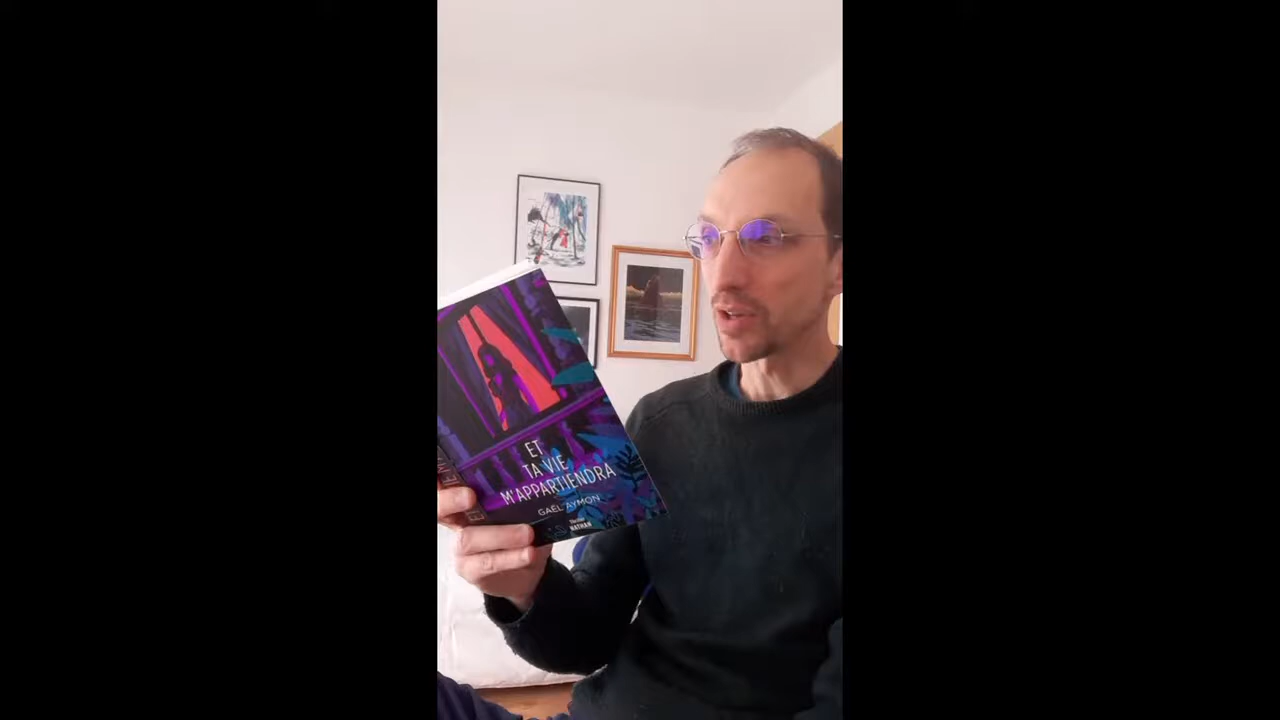 ET
TA VIE
M'APPARTIENDRA
GAËL AYMON
NATHAN